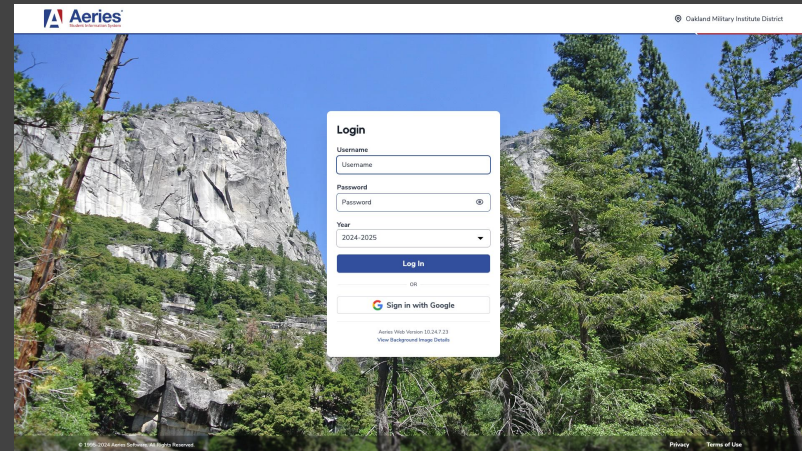 Aeries
Student Information System
Oakland Military Institute District
Login
Username
Username
Password
Password
Year
2024-2025
Log In
OR
Sign in with Google
Aeries Web Version 10.24.7.23
View Background Image Details
© 1995-2024 Aeries Software. All Rights Reserved.
Privacy Terms of Use